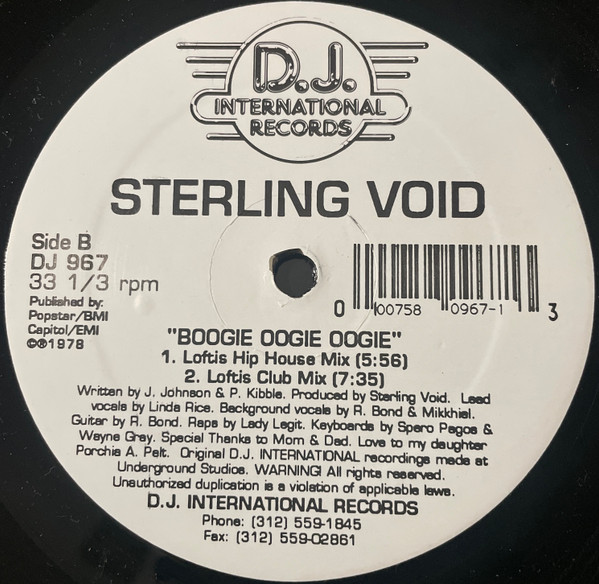 D.J.
INTERNATIONAL
RECORDS
STERLING VOID
Side B
DJ 967
33 1/3 rpm
Published by:
Popstar/BMI
Capitol/EMI
©℗1978
0 00758 0967-1 3
"BOOGIE OOGIE OOGIE"
1. Loftis Hip House Mix (5:56)
2. Loftis Club Mix (7:35)
Written by J. Johnson & P. Kibble. Produced by Sterling Void. Lead
vocals by Linda Rice. Background vocals by R. Bond & Mikkhiel.
Guitar by R. Bond. Raps by Lady Legit. Keyboards by Spero Pagos &
Wayne Gray. Special Thanks to Mom & Dad. Love to my daughter
Porchia A. Pelt. Original D.J. INTERNATIONAL recordings made at
Underground Studios. WARNING! All rights reserved.
Unauthorized duplication is a violation of applicable laws.
D.J. INTERNATIONAL RECORDS
Phone: (312) 559-1845
Fax: (312) 559-02861